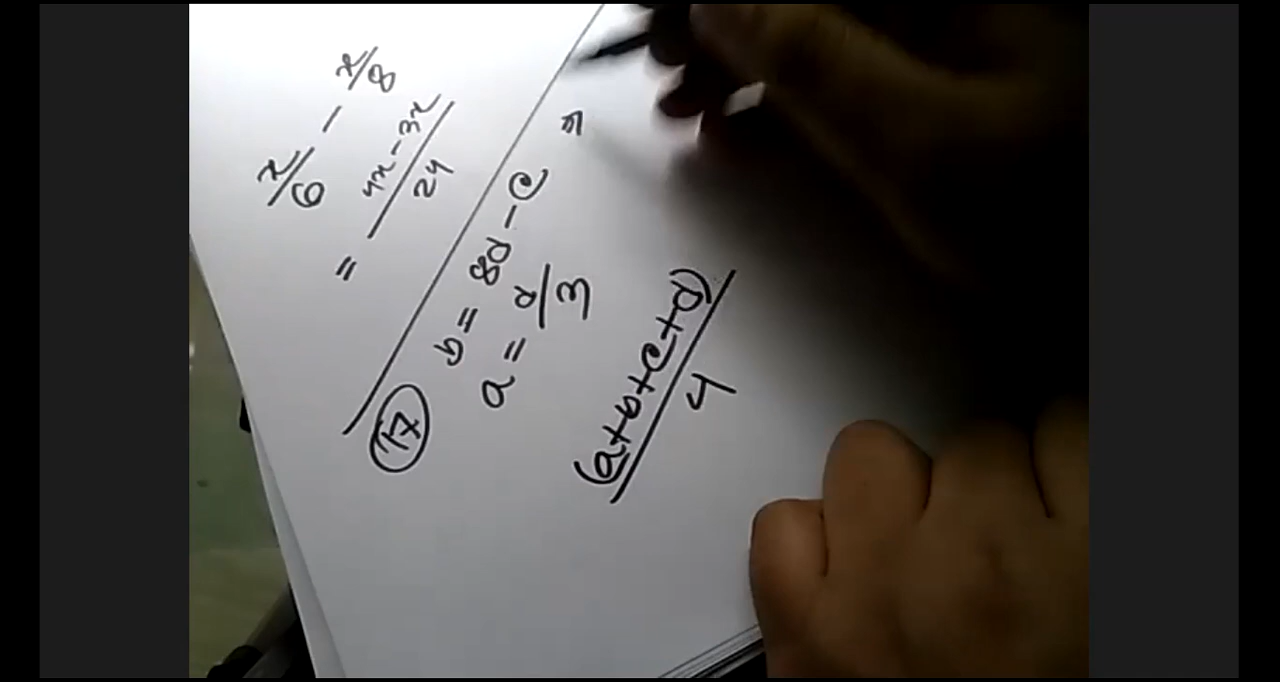 x/6 - x/8
= (4x - 3x)/24
(17) b = 8d - c ⇒
a = d/3
(a+b+c+d)/4